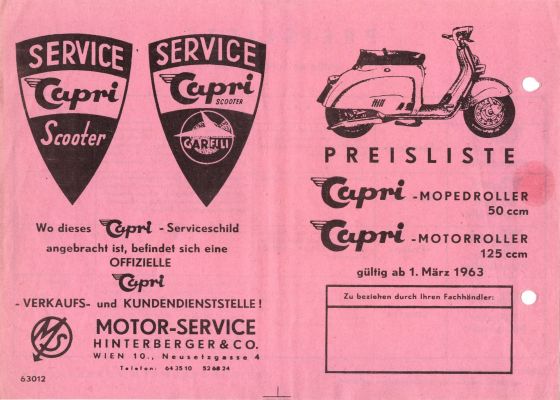 SERVICE
Capri
Scooter
SERVICE
Capri
SCOOTER
GARELLI
Wo dieses Capri - Serviceschild
angebracht ist, befindet sich eine
OFFIZIELLE
Capri
- VERKAUFS- und KUNDENDIENSTSTELLE!
MS
MOTOR-SERVICE
HINTERBERGER & CO.
WIEN 10., Neusetzgasse 4
Telefon: 64 35 10 52 68 24
63012
PREISLISTE
Capri -MOPEDROLLER
50 ccm
Capri -MOTORROLLER
125 ccm
gültig ab 1. März 1963
Zu beziehen durch Ihren Fachhändler: